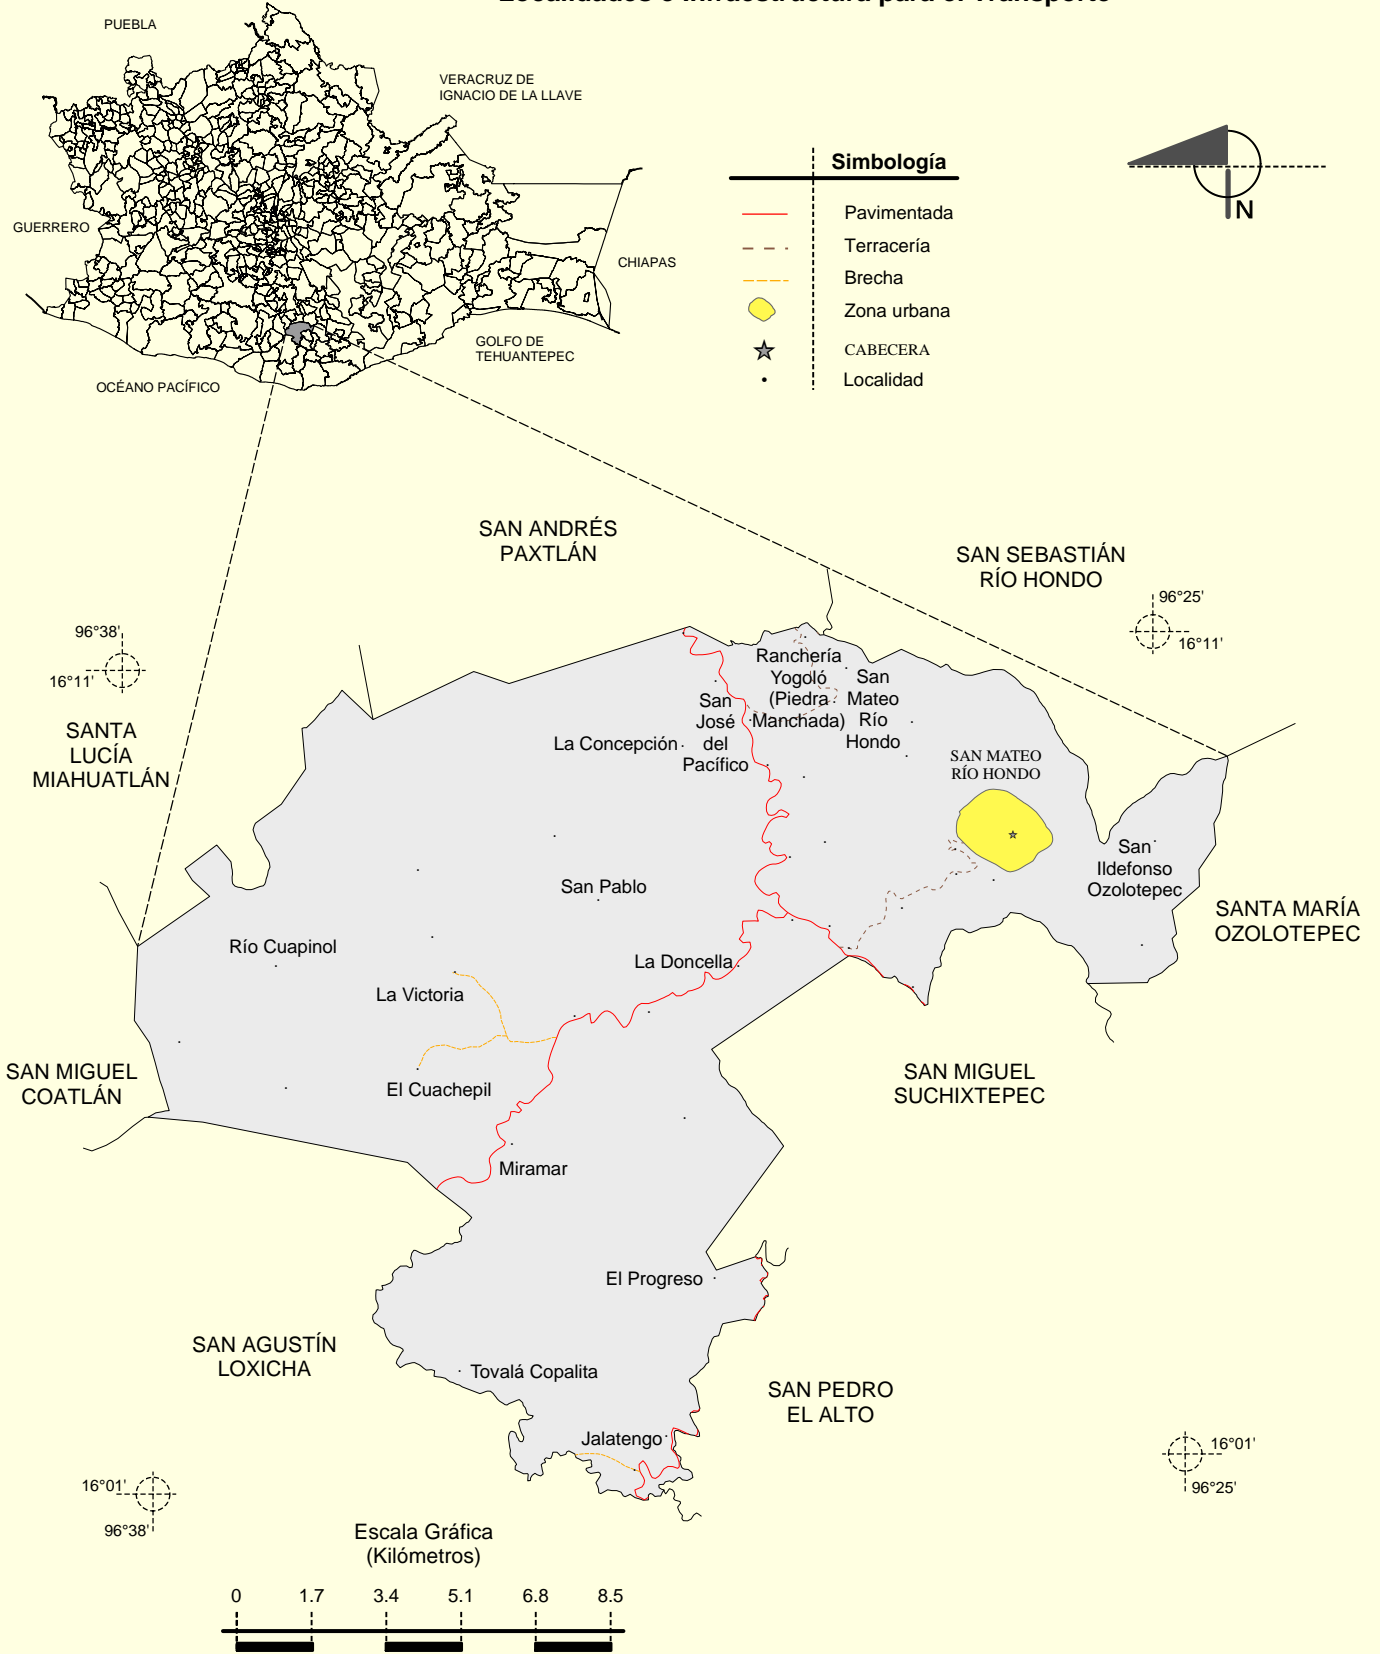 Localidades e Infraestructura para el Transporte
PUEBLA
VERACRUZ DE
IGNACIO DE LA LLAVE
GUERRERO
CHIAPAS
GOLFO DE
TEHUANTEPEC
OCÉANO PACÍFICO
Simbología
Pavimentada
Terracería
Brecha
Zona urbana
CABECERA
Localidad
N
SAN ANDRÉS
PAXTLÁN
SAN SEBASTIÁN
RÍO HONDO
96°25'
16°11'
96°38'
16°11'
SANTA
LUCÍA
MIAHUATLÁN
Ranchería
Yogoló
(Piedra
Manchada)
San
Mateo
Río
Hondo
San
José
del
Pacífico
La Concepción
SAN MATEO
RÍO HONDO
San
Ildefonso
Ozolotepec
San Pablo
SANTA MARÍA
OZOLOTEPEC
Río Cuapinol
La Doncella
La Victoria
SAN MIGUEL
COATLÁN
El Cuachepil
SAN MIGUEL
SUCHIXTEPEC
Miramar
El Progreso
SAN AGUSTÍN
LOXICHA
Tovalá Copalita
SAN PEDRO
EL ALTO
Jalatengo
16°01'
96°25'
16°01'
96°38'
Escala Gráfica
(Kilómetros)
0 1.7 3.4 5.1 6.8 8.5